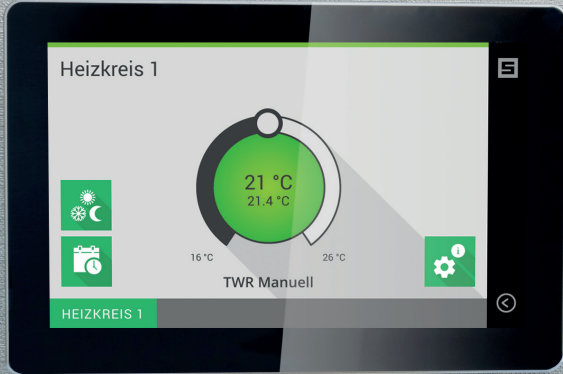 Heizkreis 1
21 °C
21.4 °C
16 °C
26 °C
TWR Manuell
i
HEIZKREIS 1